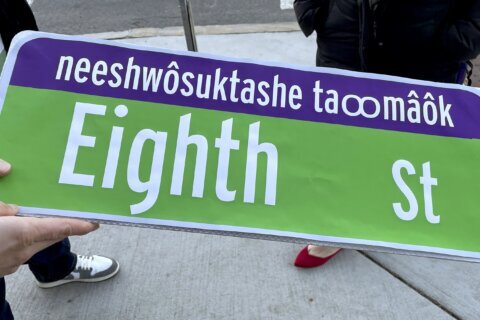 neeshwôsuktashe taꝏmâôk
Eighth St